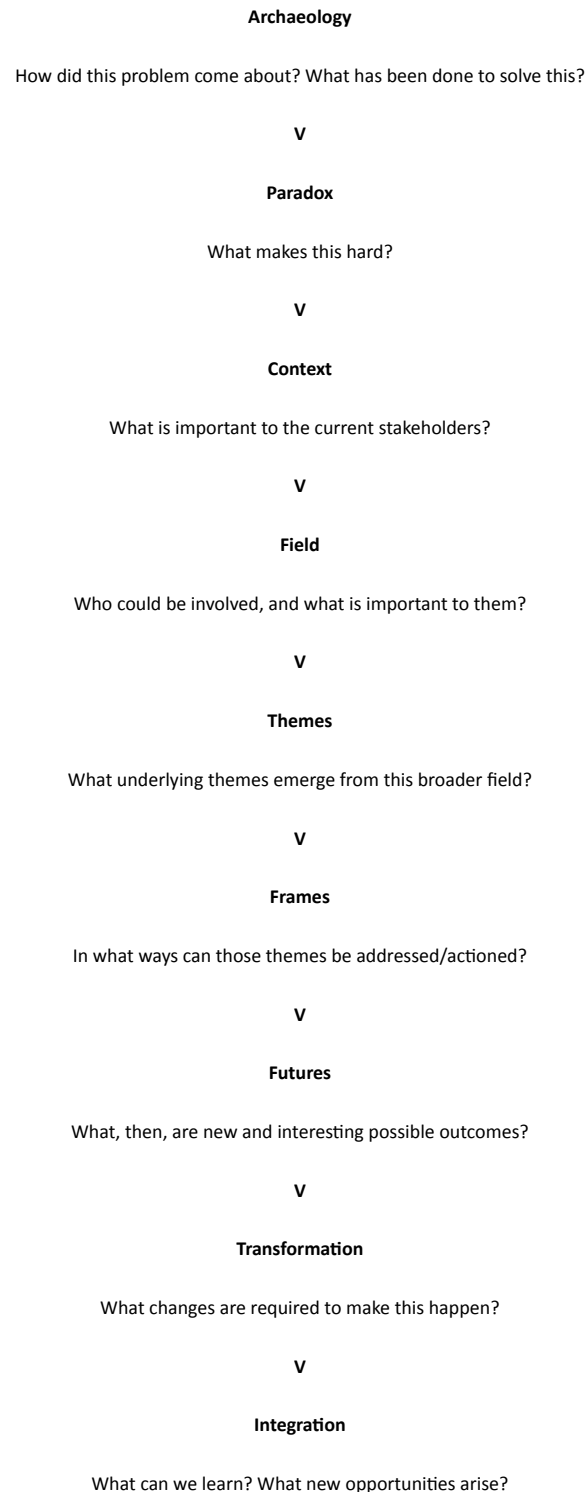 Archaeology
How did this problem come about? What has been done to solve this?
V
Paradox
What makes this hard?
V
Context
What is important to the current stakeholders?
V
Field
Who could be involved, and what is important to them?
V
Themes
What underlying themes emerge from this broader field?
V
Frames
In what ways can those themes be addressed/actioned?
V
Futures
What, then, are new and interesting possible outcomes?
V
Transformation
What changes are required to make this happen?
V
Integration
What can we learn? What new opportunities arise?